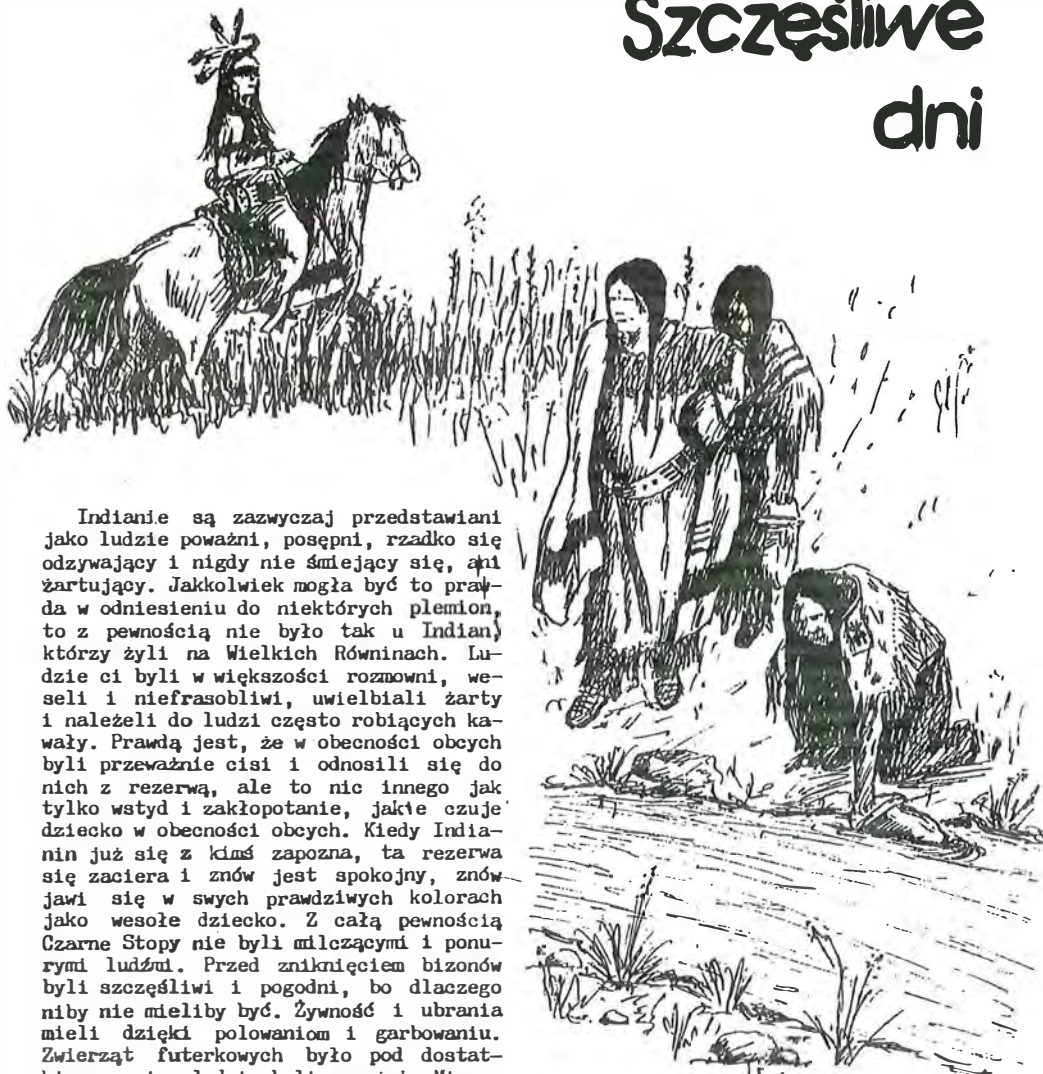 Szczęśliwe
dni
Indianie są zazwyczaj przedstawiani
jako ludzie poważni, posępni, rzadko się
odzywający i nigdy nie śmiejący się, ani
żartujący. Jakkolwiek mogła być to praw-
da w odniesieniu do niektórych plemion,
to z pewnością nie było tak u Indian,
którzy żyli na Wielkich Równinach. Lu-
dzie ci byli w większości rozmowni, we-
seli i niefrasobliwi, uwielbiali żarty
i należeli do ludzi często robiących ka-
wały. Prawdą jest, że w obecności obcych
byli przeważnie cisi i odnosili się do
nich z rezerwą, ale to nic innego jak
tylko wstyd i zakłopotanie, jakie czuje
dziecko w obecności obcych. Kiedy India-
nin już się z kimś zapozna, ta rezerwa
się zaciera i znów jest spokojny, znów
jawi się w swych prawdziwych kolorach
jako wesołe dziecko. Z całą pewnością
Czarne Stopy nie byli milczącymi i ponu-
rymi ludźmi. Przed zniknięciem bizonów
byli szczęśliwi i pogodni, bo dlaczego
niby nie mieliby być. Żywność i ubrania
mieli dzięki polowaniom i garbowaniu.
Zwierząt futerkowych było pod dostat-